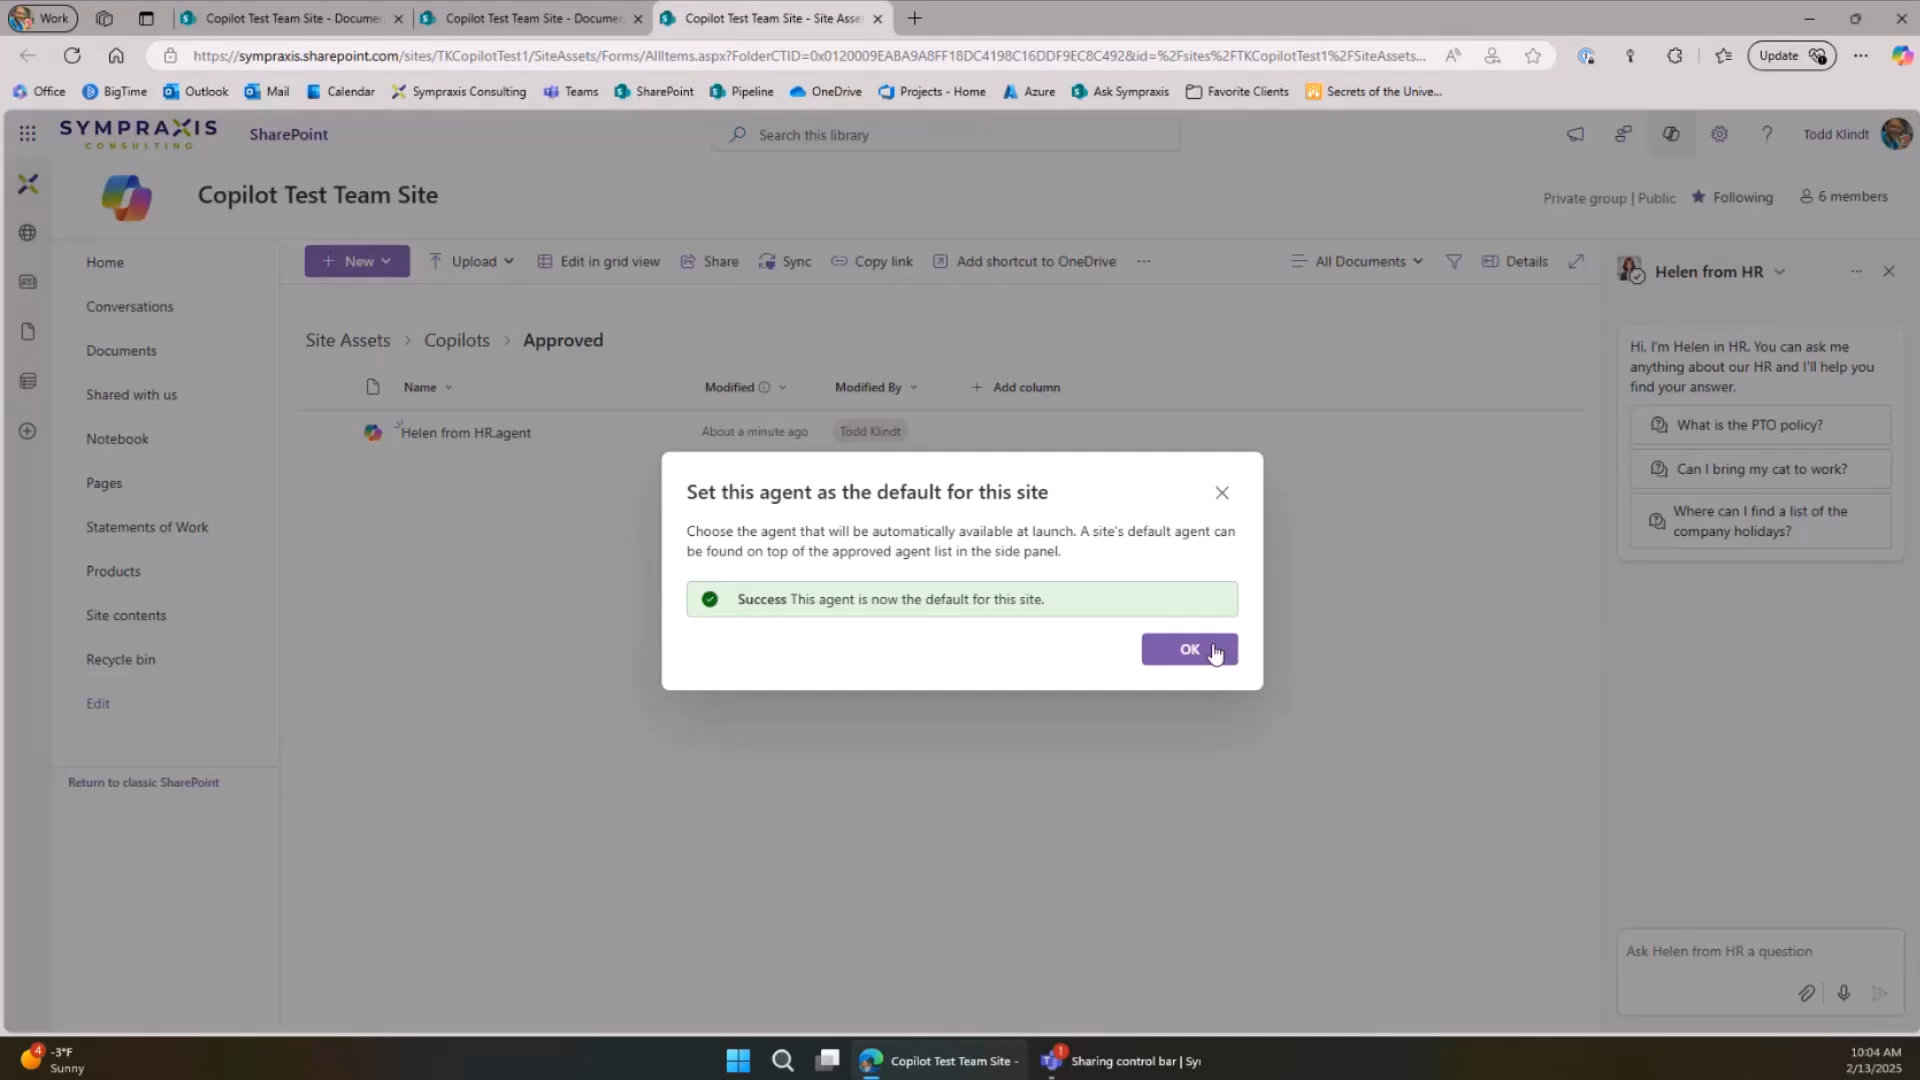 Work
Copilot Test Team Site - Documen
Copilot Test Team Site - Documen
Copilot Test Team Site - Site Asse
https://sympraxis.sharepoint.com/sites/TKCopilotTest1/SiteAssets/Forms/AllItems.aspx?FolderCTID=0x0120009EABA9A8FF18DC4198C16DDF9EC8C492&id=%2Fsites%2FTKCopilotTest1%2FSiteAssets...
Update
Office
BigTime
Outlook
Mail
Calendar
Sympraxis Consulting
Teams
SharePoint
Pipeline
OneDrive
Projects - Home
Azure
Ask Sympraxis
Favorite Clients
Secrets of the Unive...
SYMPRAXIS
CONSULTING
SharePoint
Search this library
Todd Klindt
Copilot Test Team Site
Private group | Public
Following
6 members
Home
Conversations
Documents
Shared with us
Notebook
Pages
Statements of Work
Products
Site contents
Recycle bin
Edit
Return to classic SharePoint
New
Upload
Edit in grid view
Share
Sync
Copy link
Add shortcut to OneDrive
All Documents
Details
Site Assets > Copilots > Approved
Name
Modified
Modified By
Add column
Helen from HR.agent
About a minute ago
Todd Klindt
Set this agent as the default for this site
Choose the agent that will be automatically available at launch. A site's default agent can
be found on top of the approved agent list in the side panel.
Success This agent is now the default for this site.
OK
Helen from HR
Hi, I'm Helen in HR. You can ask me
anything about our HR and I'll help you
find your answer.
What is the PTO policy?
Can I bring my cat to work?
Where can I find a list of the
company holidays?
Ask Helen from HR a question
4
-3°F
Sunny
Copilot Test Team Site -
1
Sharing control bar | Syı
10:04 AM
2/13/2025